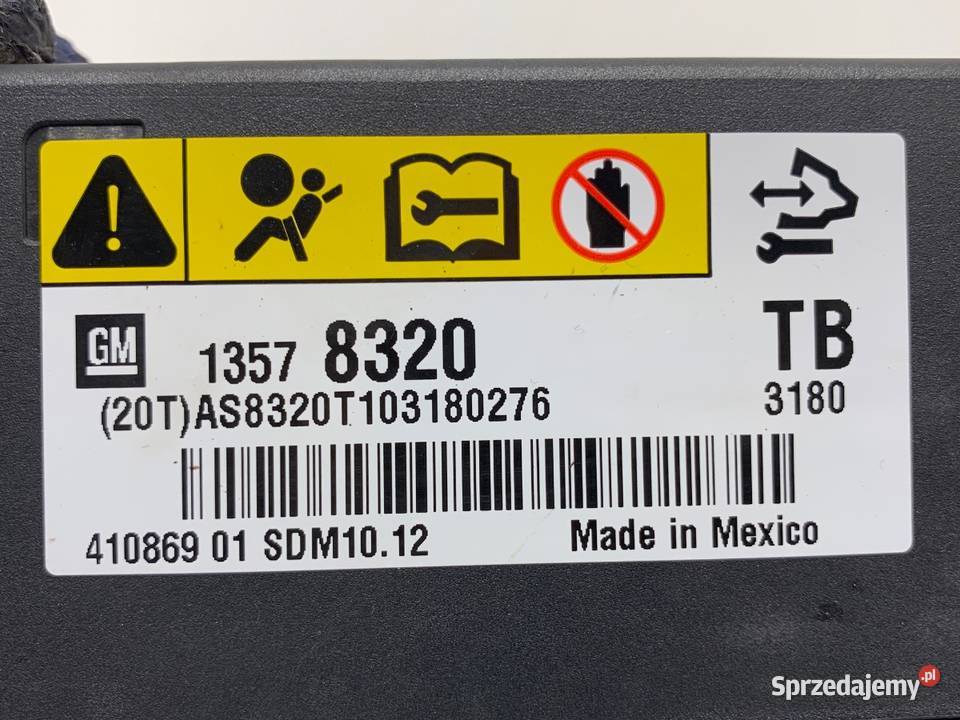 GM 1357 8320 TB
(20T)AS8320T103180276 3180
410869 01 SDM10.12 Made in Mexico
Sprzedajemy.pl